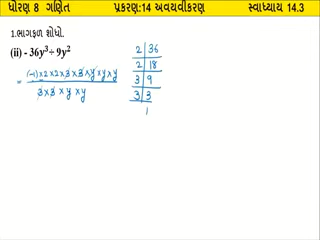 ધોરણ 8 ગણિત પ્રકરણ:14 અવયવીકરણ સ્વાધ્યાય 14.3
1.ભાગફળ શોધો.
(ii) - 36y³ ÷ 9y²
= (-1) × 2 × 2 × 3 × 3 × y × y × y
3 × 3 × y × y
2 | 36
2 | 18
3 | 9
3 | 3
1